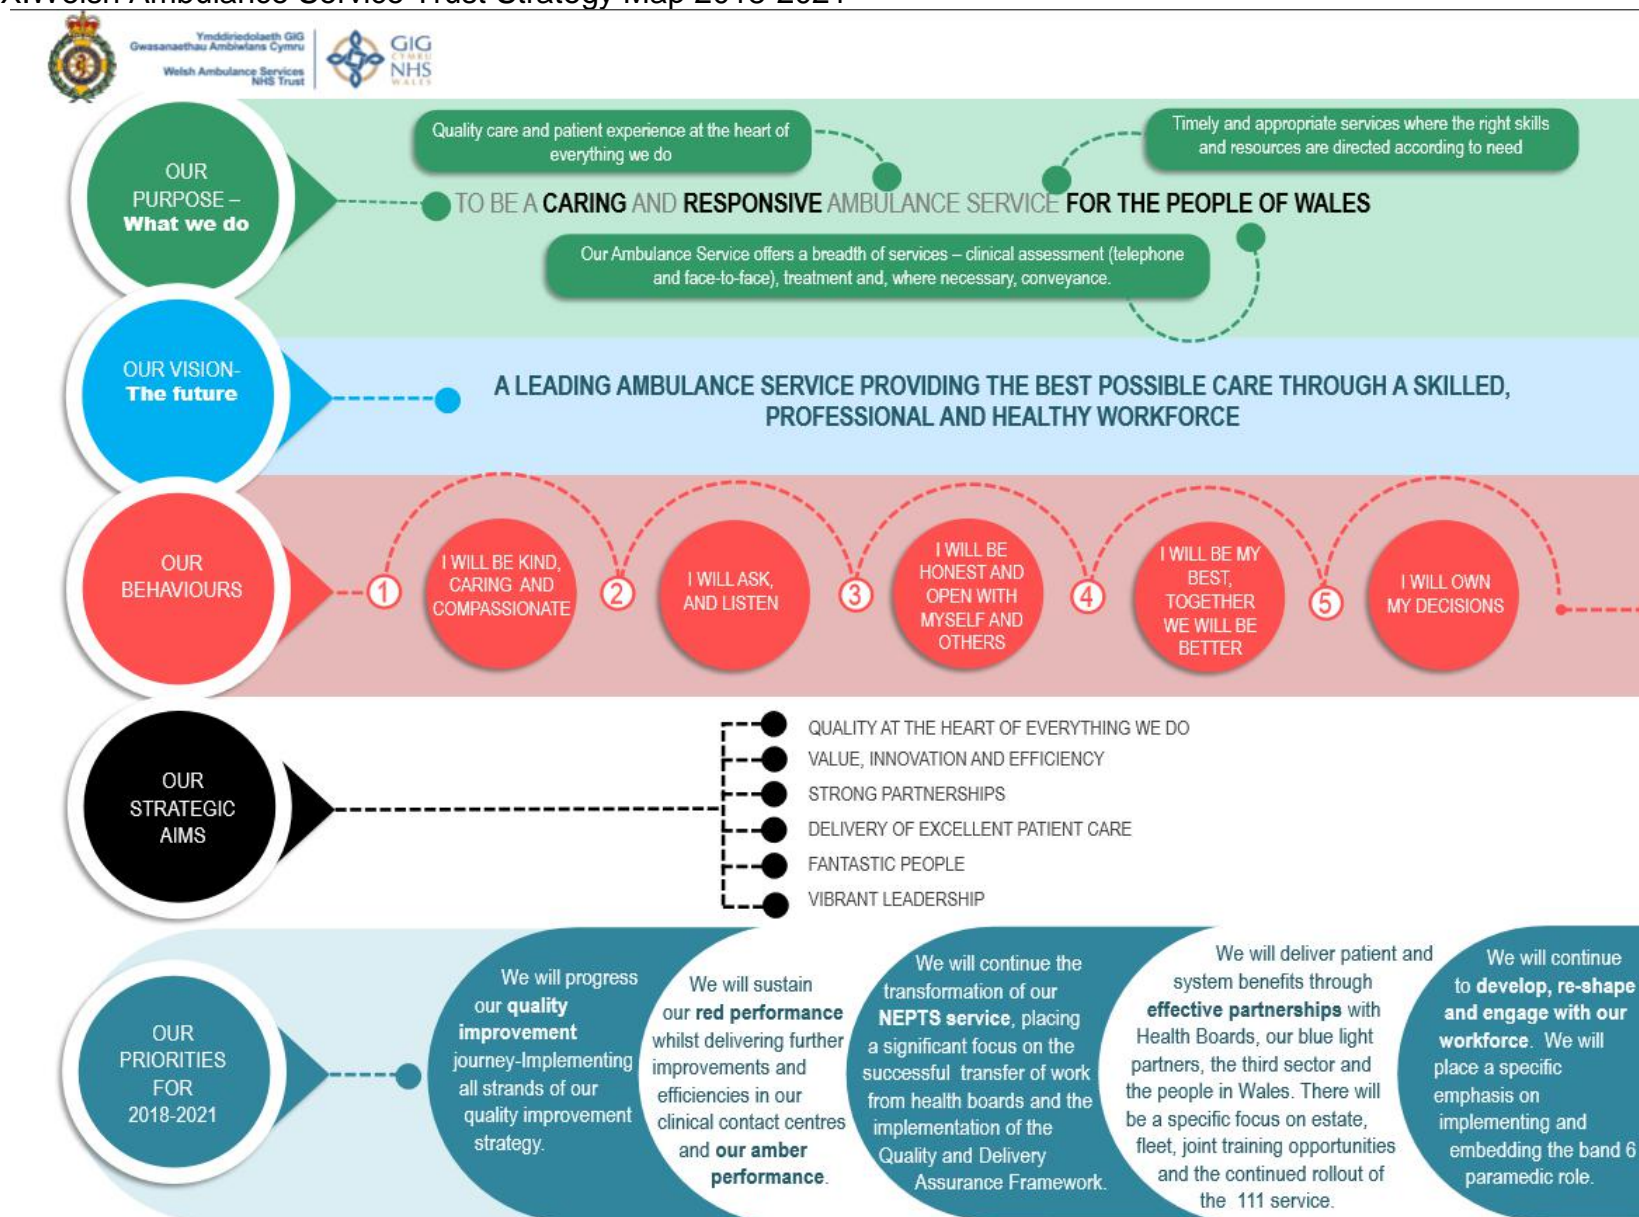 Welsh Ambulance Service Trust Strategy Map 2018-2021
Ymddiriedolaeth GIG
Gwasanaethau Ambiwlans Cymru
Welsh Ambulance Services
NHS Trust
GIG
CYMRU
NHS
WALES
OUR
PURPOSE –
What we do
Quality care and patient experience at the heart of
everything we do
Timely and appropriate services where the right skills
and resources are directed according to need
TO BE A CARING AND RESPONSIVE AMBULANCE SERVICE FOR THE PEOPLE OF WALES
Our Ambulance Service offers a breadth of services – clinical assessment (telephone
and face-to-face), treatment and, where necessary, conveyance.
OUR VISION-
The future
A LEADING AMBULANCE SERVICE PROVIDING THE BEST POSSIBLE CARE THROUGH A SKILLED,
PROFESSIONAL AND HEALTHY WORKFORCE
OUR
BEHAVIOURS
1
I WILL BE KIND,
CARING AND
COMPASSIONATE
2
I WILL ASK,
AND LISTEN
3
I WILL BE
HONEST AND
OPEN WITH
MYSELF AND
OTHERS
4
I WILL BE MY
BEST,
TOGETHER
WE WILL BE
BETTER
5
I WILL OWN
MY DECISIONS
OUR
STRATEGIC
AIMS
QUALITY AT THE HEART OF EVERYTHING WE DO
VALUE, INNOVATION AND EFFICIENCY
STRONG PARTNERSHIPS
DELIVERY OF EXCELLENT PATIENT CARE
FANTASTIC PEOPLE
VIBRANT LEADERSHIP
OUR
PRIORITIES
FOR
2018-2021
We will progress
our quality
improvement
journey-Implementing
all strands of our
quality improvement
strategy.
We will sustain
our red performance
whilst delivering further
improvements and
efficiencies in our
clinical contact centres
and our amber
performance.
We will continue the
transformation of our
NEPTS service, placing
a significant focus on the
successful transfer of work
from health boards and the
implementation of the
Quality and Delivery
Assurance Framework.
We will deliver patient and
system benefits through
effective partnerships with
Health Boards, our blue light
partners, the third sector and
the people in Wales. There will
be a specific focus on estate,
fleet, joint training opportunities
and the continued rollout of
the 111 service.
We will continue
to develop, re-shape
and engage with our
workforce. We will
place a specific
emphasis on
implementing and
embedding the band 6
paramedic role.